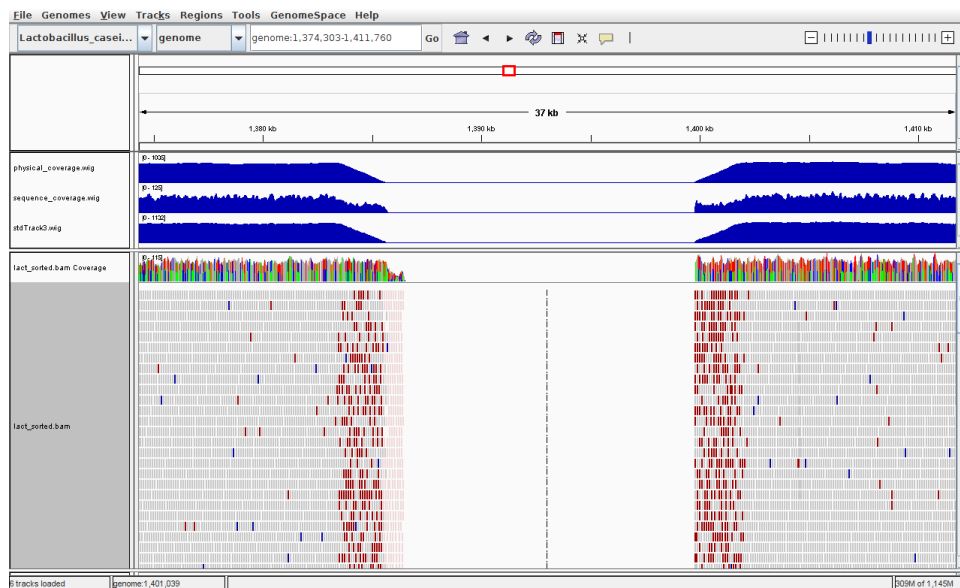 File Genomes View Tracks Regions Tools GenomeSpace Help
Lactobacillus_casei... genome genome:1,374,303-1,411,760 Go
37 kb
1,380 kb 1,390 kb 1,400 kb 1,410 kb
[0 - 1035]
physical_coverage.wig
[0 - 125]
sequence_coverage.wig
[0 - 1132]
stdTrack3.wig
[0 - 115]
lact_sorted.bam Coverage
lact_sorted.bam
6 tracks loaded genome:1,401,039 309M of 1,145M